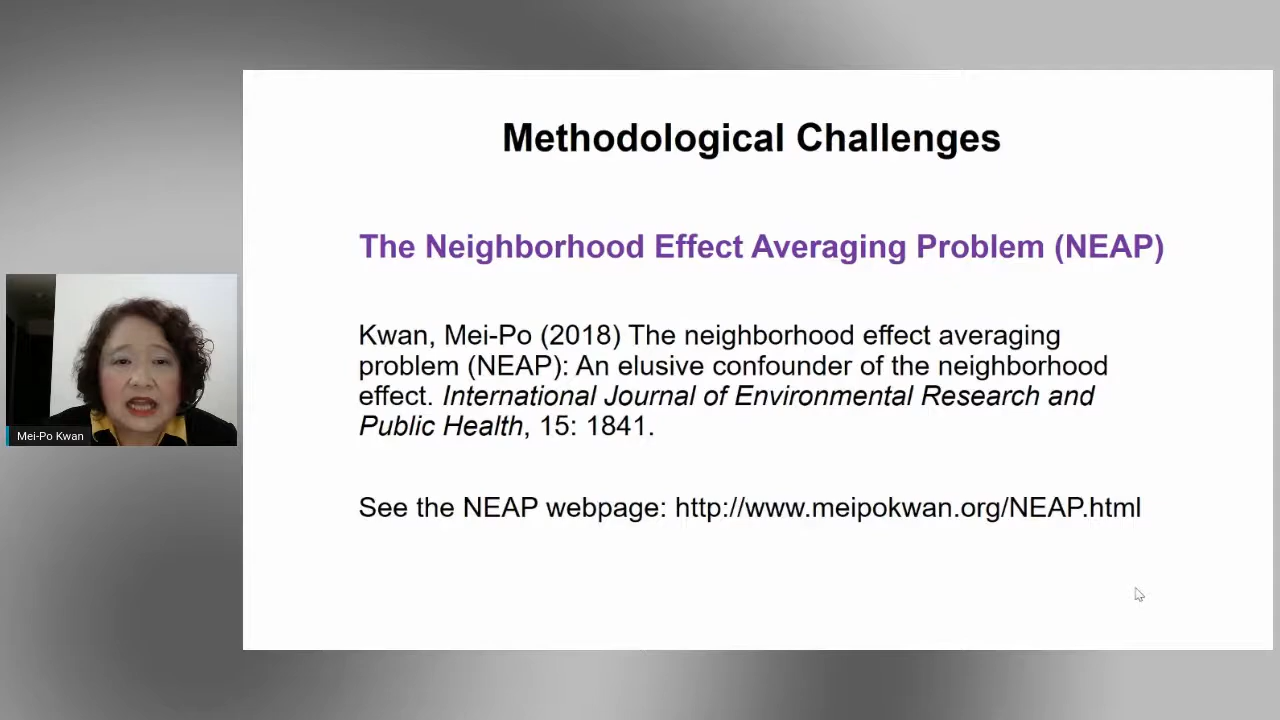 Methodological Challenges
The Neighborhood Effect Averaging Problem (NEAP)
Kwan, Mei-Po (2018) The neighborhood effect averaging
problem (NEAP): An elusive confounder of the neighborhood
effect. International Journal of Environmental Research and
Public Health, 15: 1841.
See the NEAP webpage: http://www.meipokwan.org/NEAP.html
Mei-Po Kwan